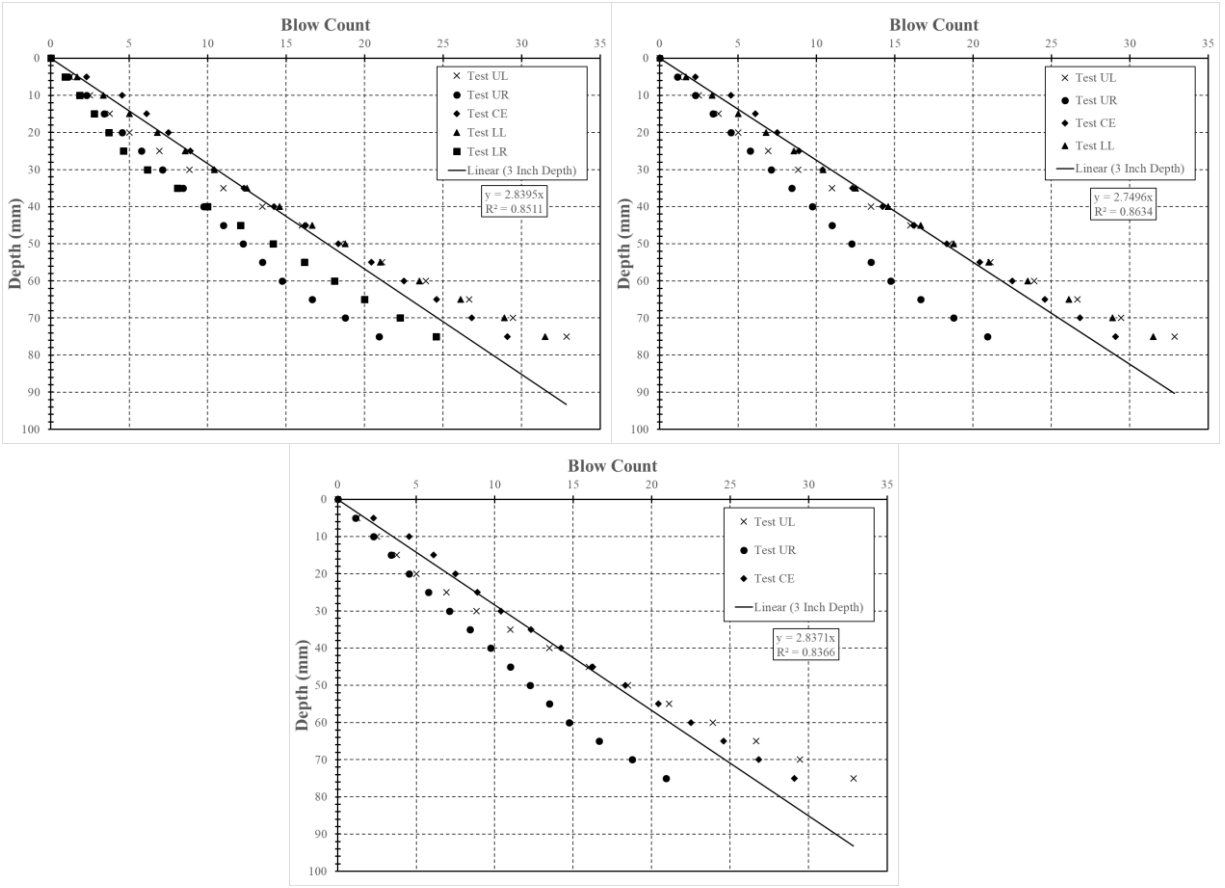 Blow Count
0 5 10 15 20 25 30 35
0
10
20
30
40
50
60
70
80
90
100
Depth (mm)
Test UL
Test UR
Test CE
Test LL
Test LR
Linear (3 Inch Depth)
y = 2.8395x
R² = 0.8511
Blow Count
0 5 10 15 20 25 30 35
0
10
20
30
40
50
60
70
80
90
100
Depth (mm)
Test UL
Test UR
Test CE
Test LL
Linear (3 Inch Depth)
y = 2.7496x
R² = 0.8634
Blow Count
0 5 10 15 20 25 30 35
0
10
20
30
40
50
60
70
80
90
100
Depth (mm)
Test UL
Test UR
Test CE
Linear (3 Inch Depth)
y = 2.8371x
R² = 0.8366